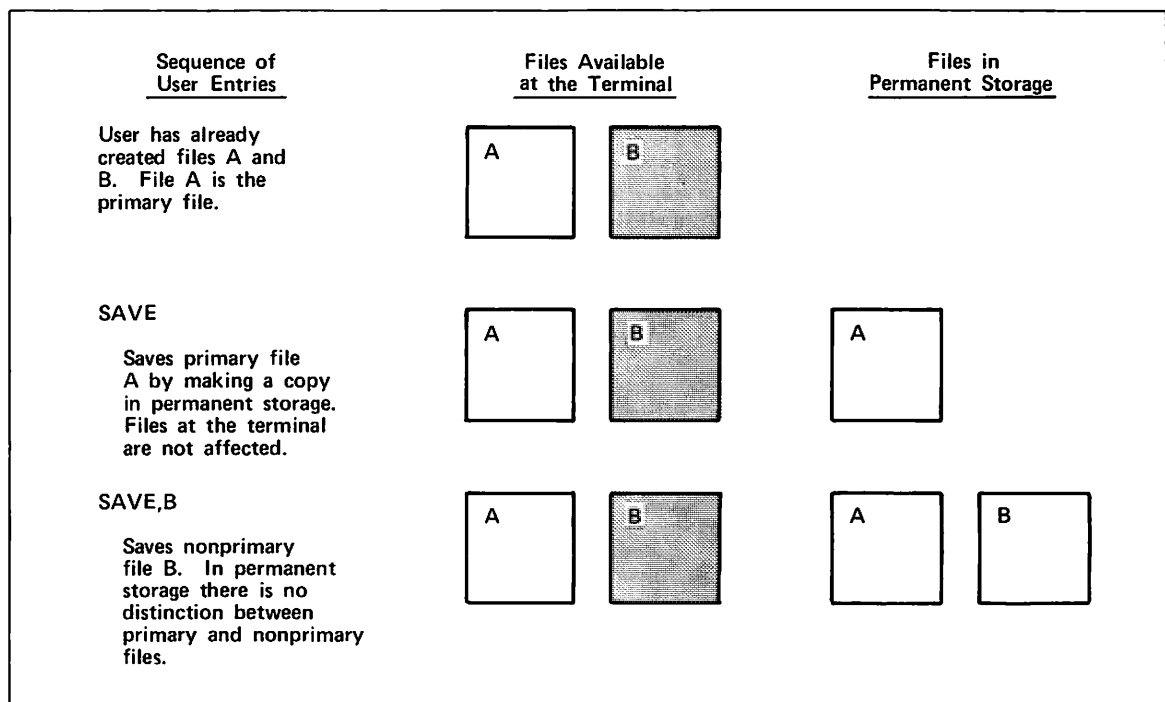 Sequence of
User Entries
Files Available
at the Terminal
Files in
Permanent Storage
User has already
created files A and
B. File A is the
primary file.
A
B
SAVE
Saves primary file
A by making a copy
in permanent storage.
Files at the terminal
are not affected.
A
B
A
SAVE,B
Saves nonprimary
file B. In permanent
storage there is no
distinction between
primary and nonprimary
files.
A
B
A
B